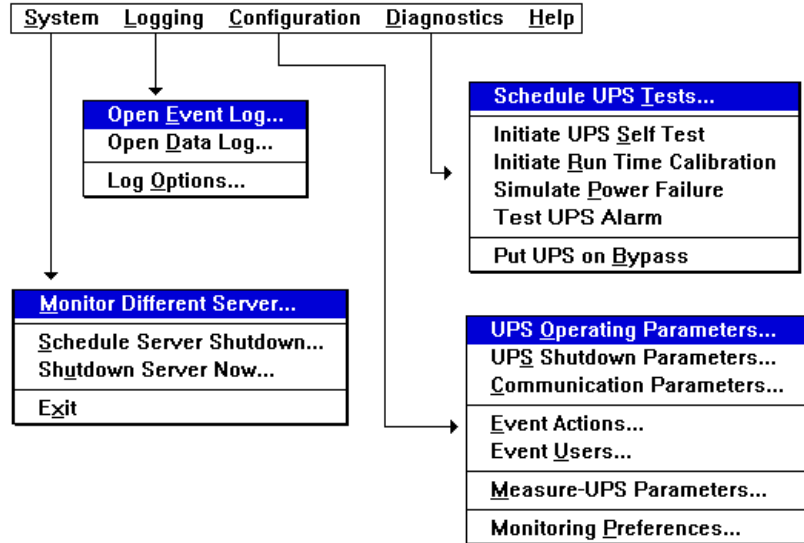 System Logging Configuration Diagnostics Help
Open Event Log...
Open Data Log...
Log Options...
Schedule UPS Tests...
Initiate UPS Self Test
Initiate Run Time Calibration
Simulate Power Failure
Test UPS Alarm
Put UPS on Bypass
Monitor Different Server...
Schedule Server Shutdown...
Shutdown Server Now...
Exit
UPS Operating Parameters...
UPS Shutdown Parameters...
Communication Parameters...
Event Actions...
Event Users...
Measure-UPS Parameters...
Monitoring Preferences...